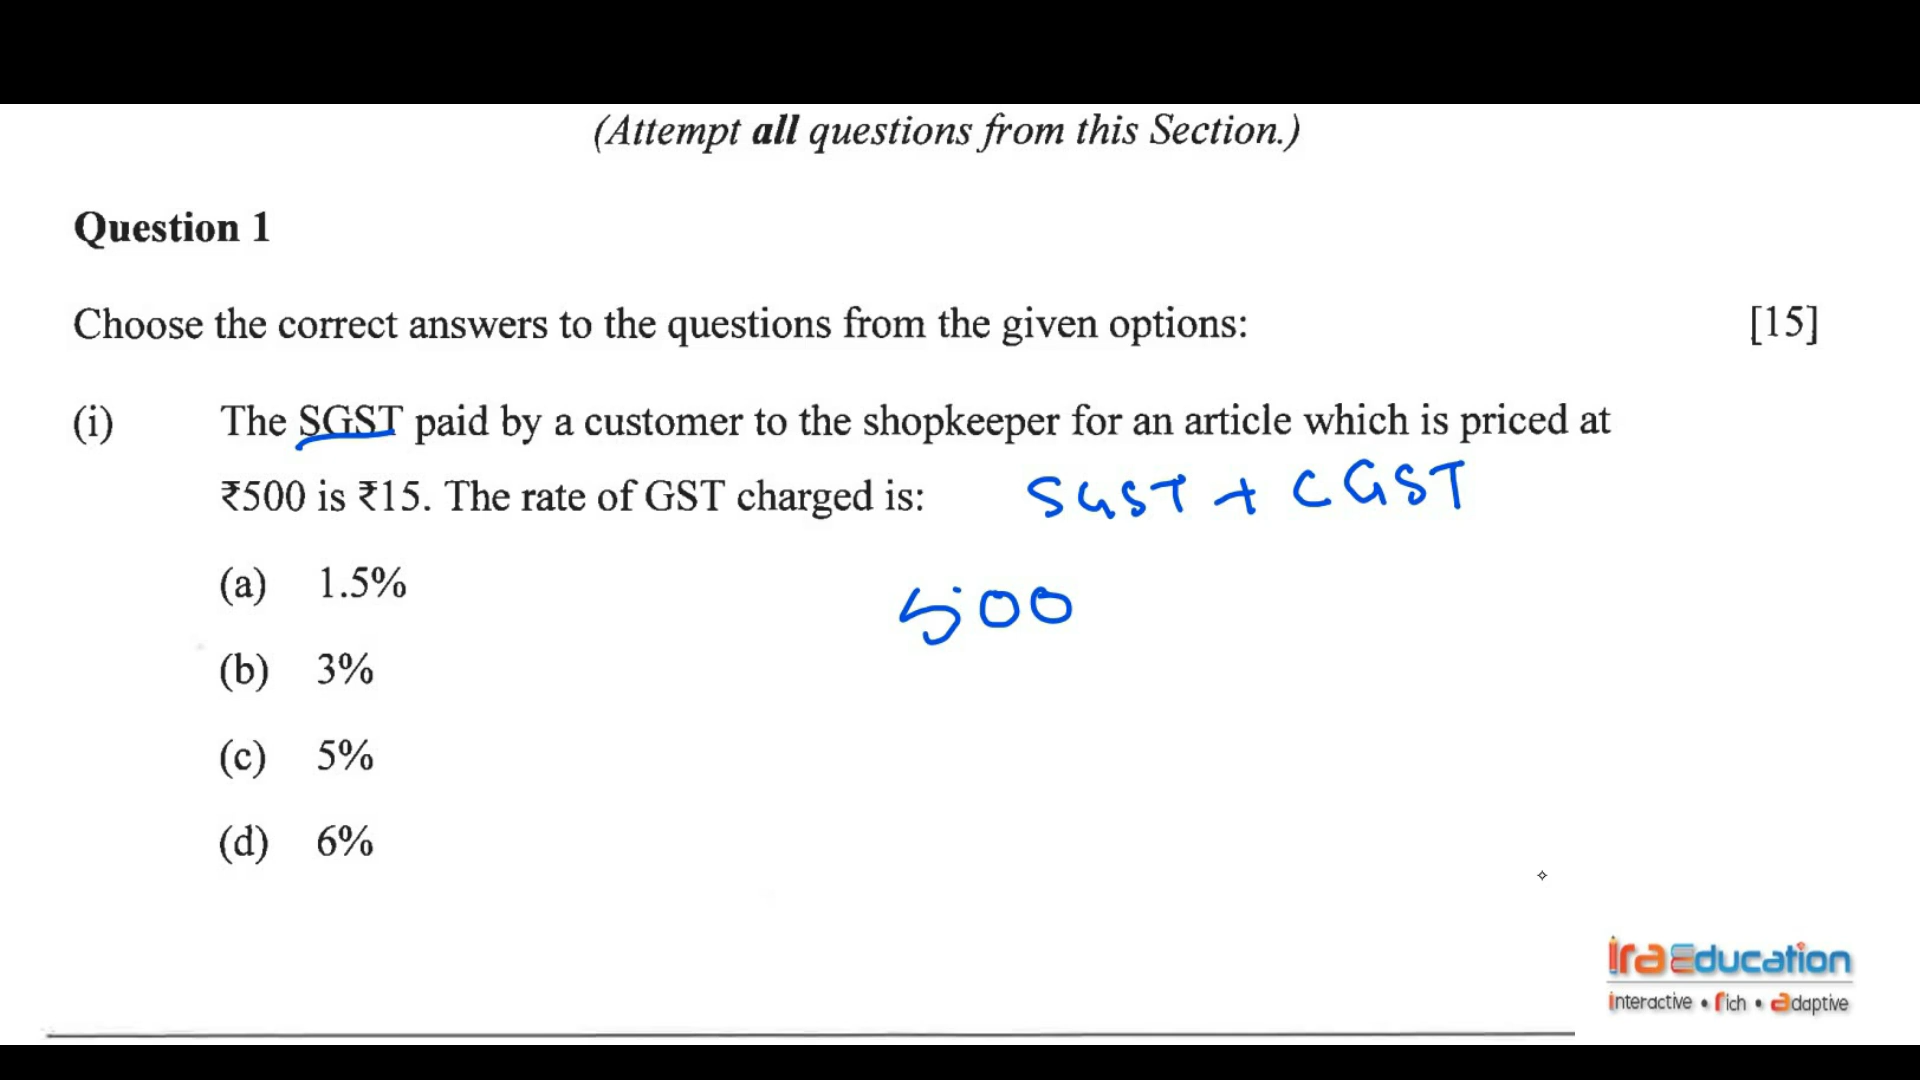 (Attempt all questions from this Section.)
Question 1
Choose the correct answers to the questions from the given options: [15]
(i) The SGST paid by a customer to the shopkeeper for an article which is priced at
₹500 is ₹15. The rate of GST charged is:
SGST + CGST
(a) 1.5%
500
(b) 3%
(c) 5%
(d) 6%
IraEducation
interactive • rich • adaptive